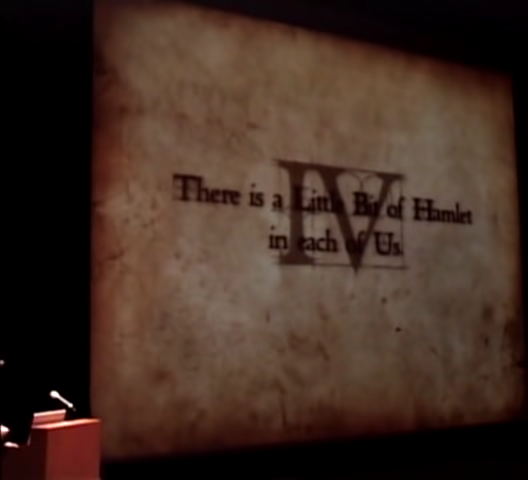 IV
There is a Little Bit of Hamlet
in each of Us